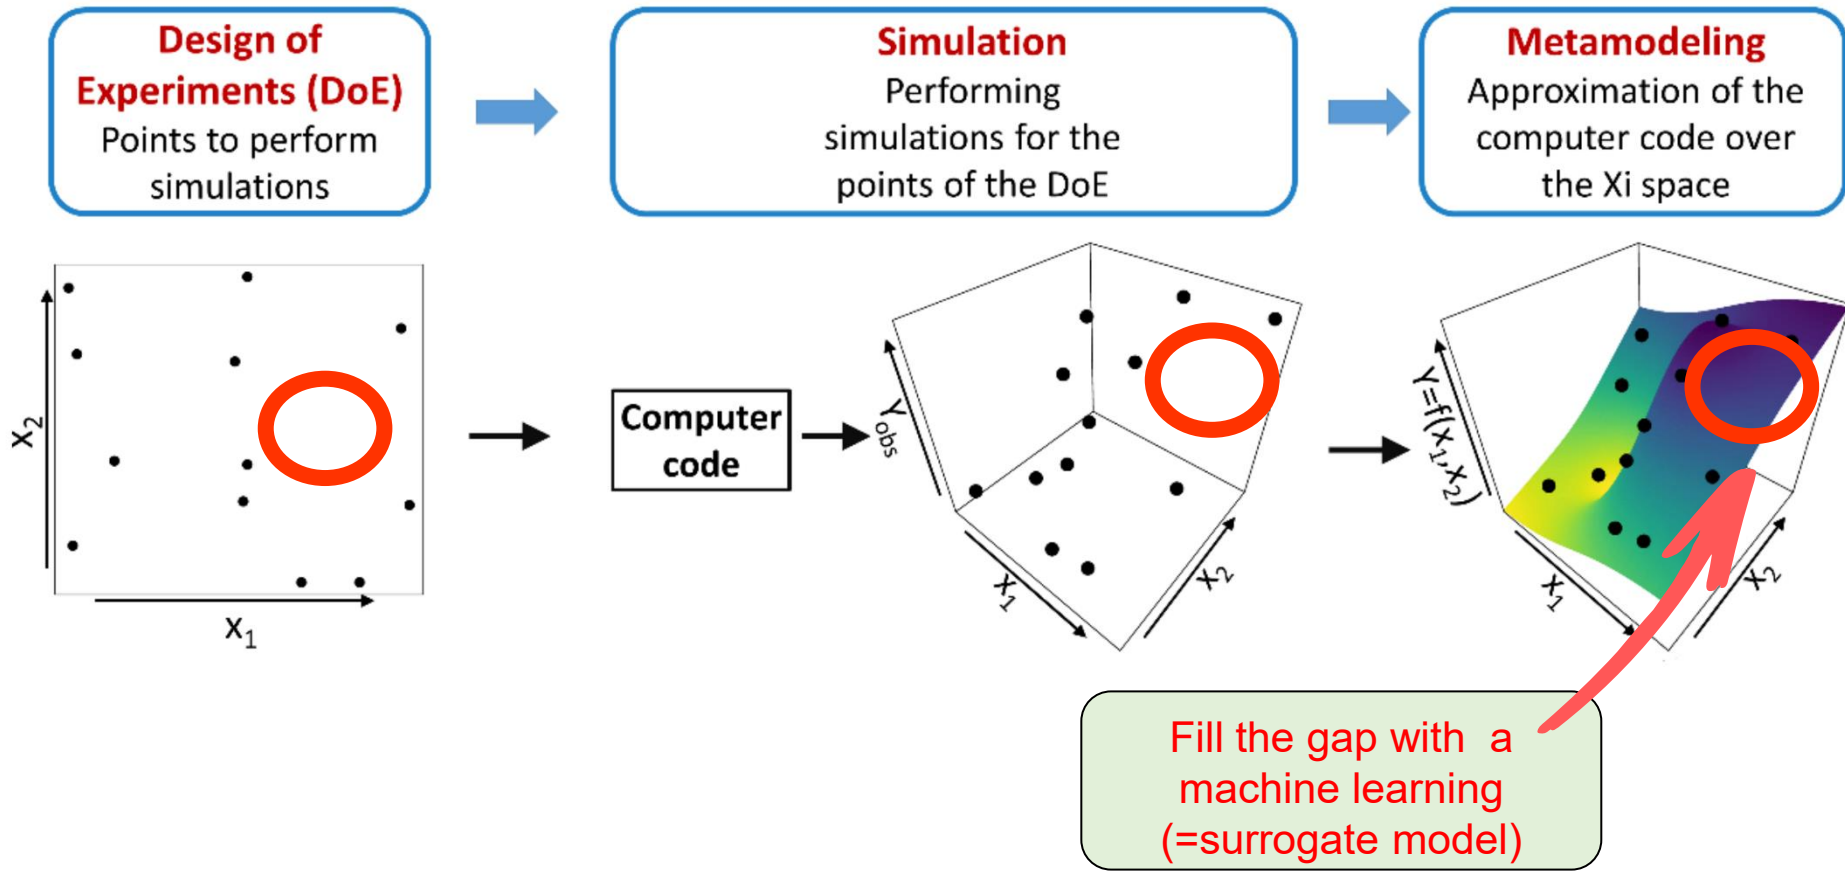 Design of
Experiments (DoE)
Points to perform
simulations
Simulation
Performing
simulations for the
points of the DoE
Metamodeling
Approximation of the
computer code over
the Xi space
X2
X1
Computer
code
Yobs
X1
X2
Y=f(X1,X2)
X1
X2
Fill the gap with a
machine learning
(=surrogate model)